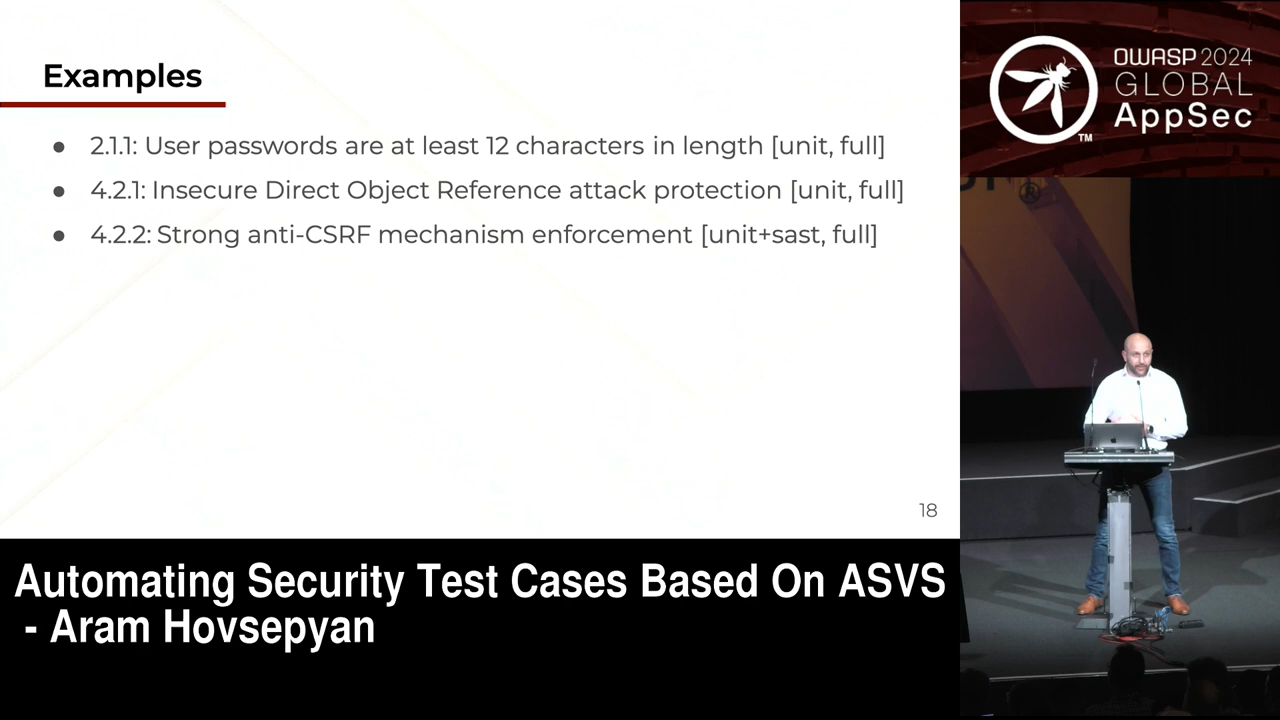 Examples
● 2.1.1: User passwords are at least 12 characters in length [unit, full]
● 4.2.1: Insecure Direct Object Reference attack protection [unit, full]
● 4.2.2: Strong anti-CSRF mechanism enforcement [unit+sast, full]
18
Automating Security Test Cases Based On ASVS
- Aram Hovsepyan
OWASP 2024
GLOBAL
AppSec
TM